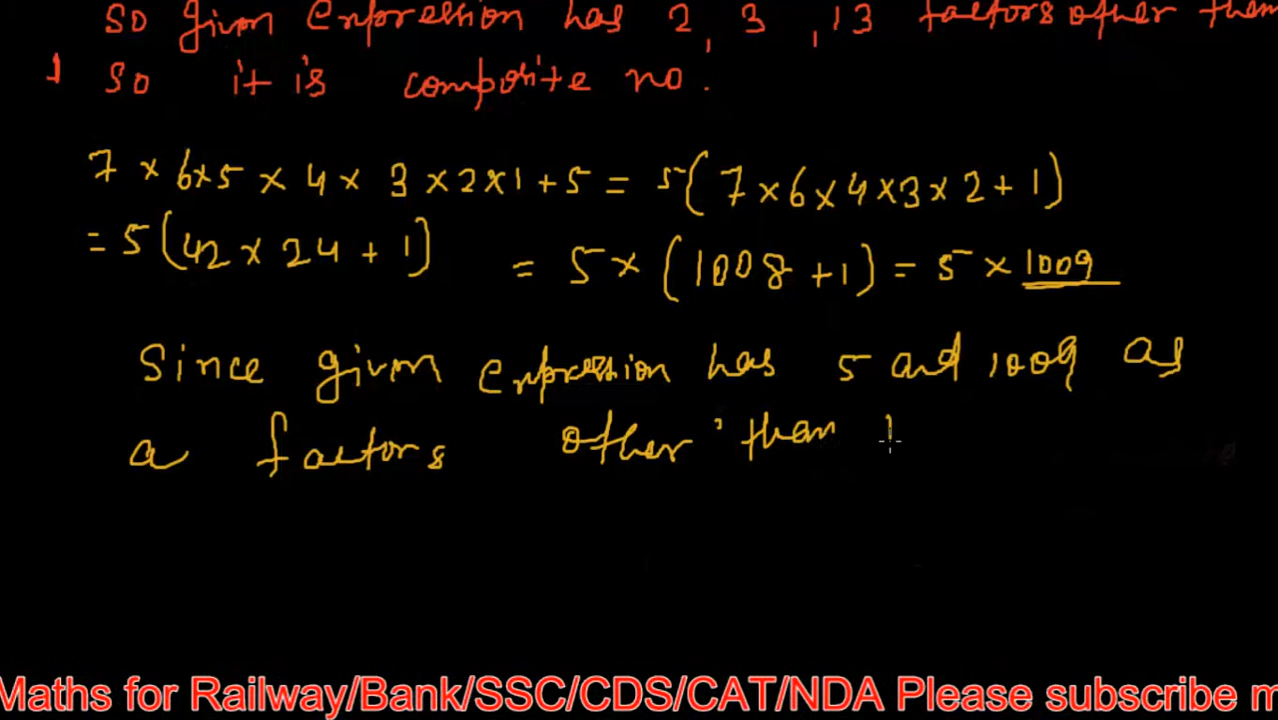 So given expression has 2, 3, 13 factors other than
1 So it is composite no.
7 × 6 × 5 × 4 × 3 × 2 × 1 + 5 = 5(7 × 6 × 4 × 3 × 2 + 1)
= 5(42 × 24 + 1) = 5 × (1008 + 1) = 5 × 1009
Since given expression has 5 and 1009 as
a factors other than 1
Maths for Railway/Bank/SSC/CDS/CAT/NDA Please subscribe m